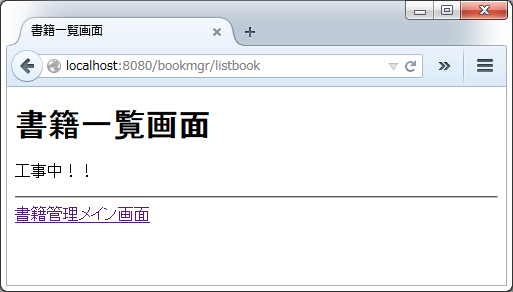 書籍一覧画面
localhost:8080/bookmgr/listbook
書籍一覧画面
工事中！！
書籍管理メイン画面